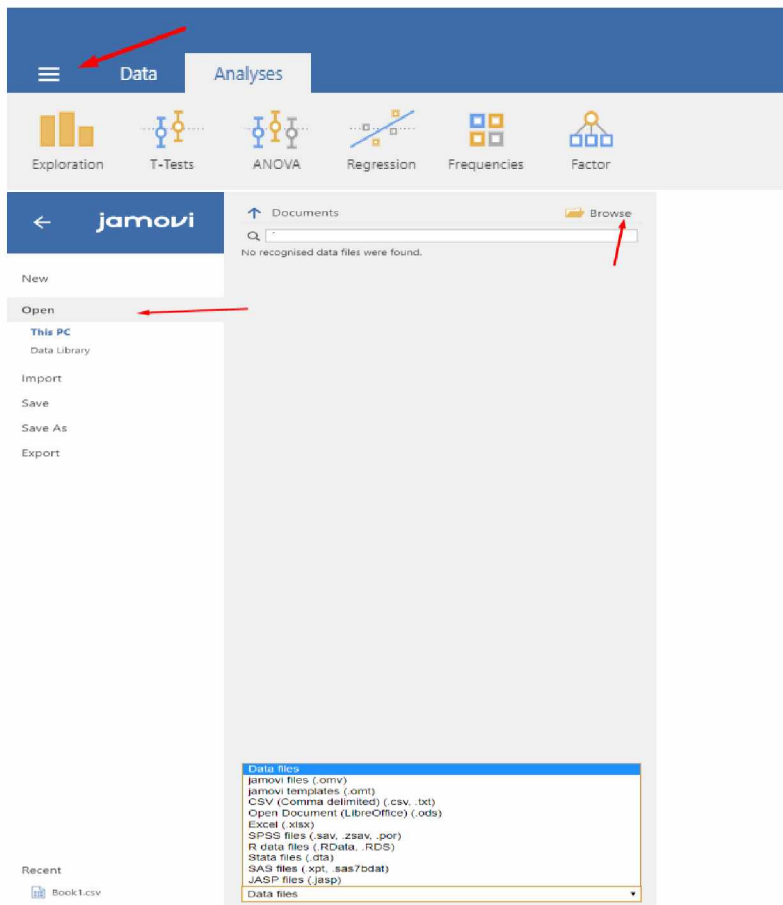 Data Analyses
Exploration T-Tests ANOVA Regression Frequencies Factor
jamovi
Documents Browse
No recognised data files were found.
New
Open
This PC
Data Library
Import
Save
Save As
Export
Data files
jamovi files (.omv)
jamovi templates (.omt)
CSV (Comma delimited) (.csv, .txt)
Open Document (LibreOffice) (.ods)
Excel (.xlsx)
SPSS files (.sav, .zsav, .por)
R data files (.RData, .RDS)
Stata files (.dta)
SAS files (.xpt, .sas7bdat)
JASP files (.jasp)
Data files
Recent
Book1.csv